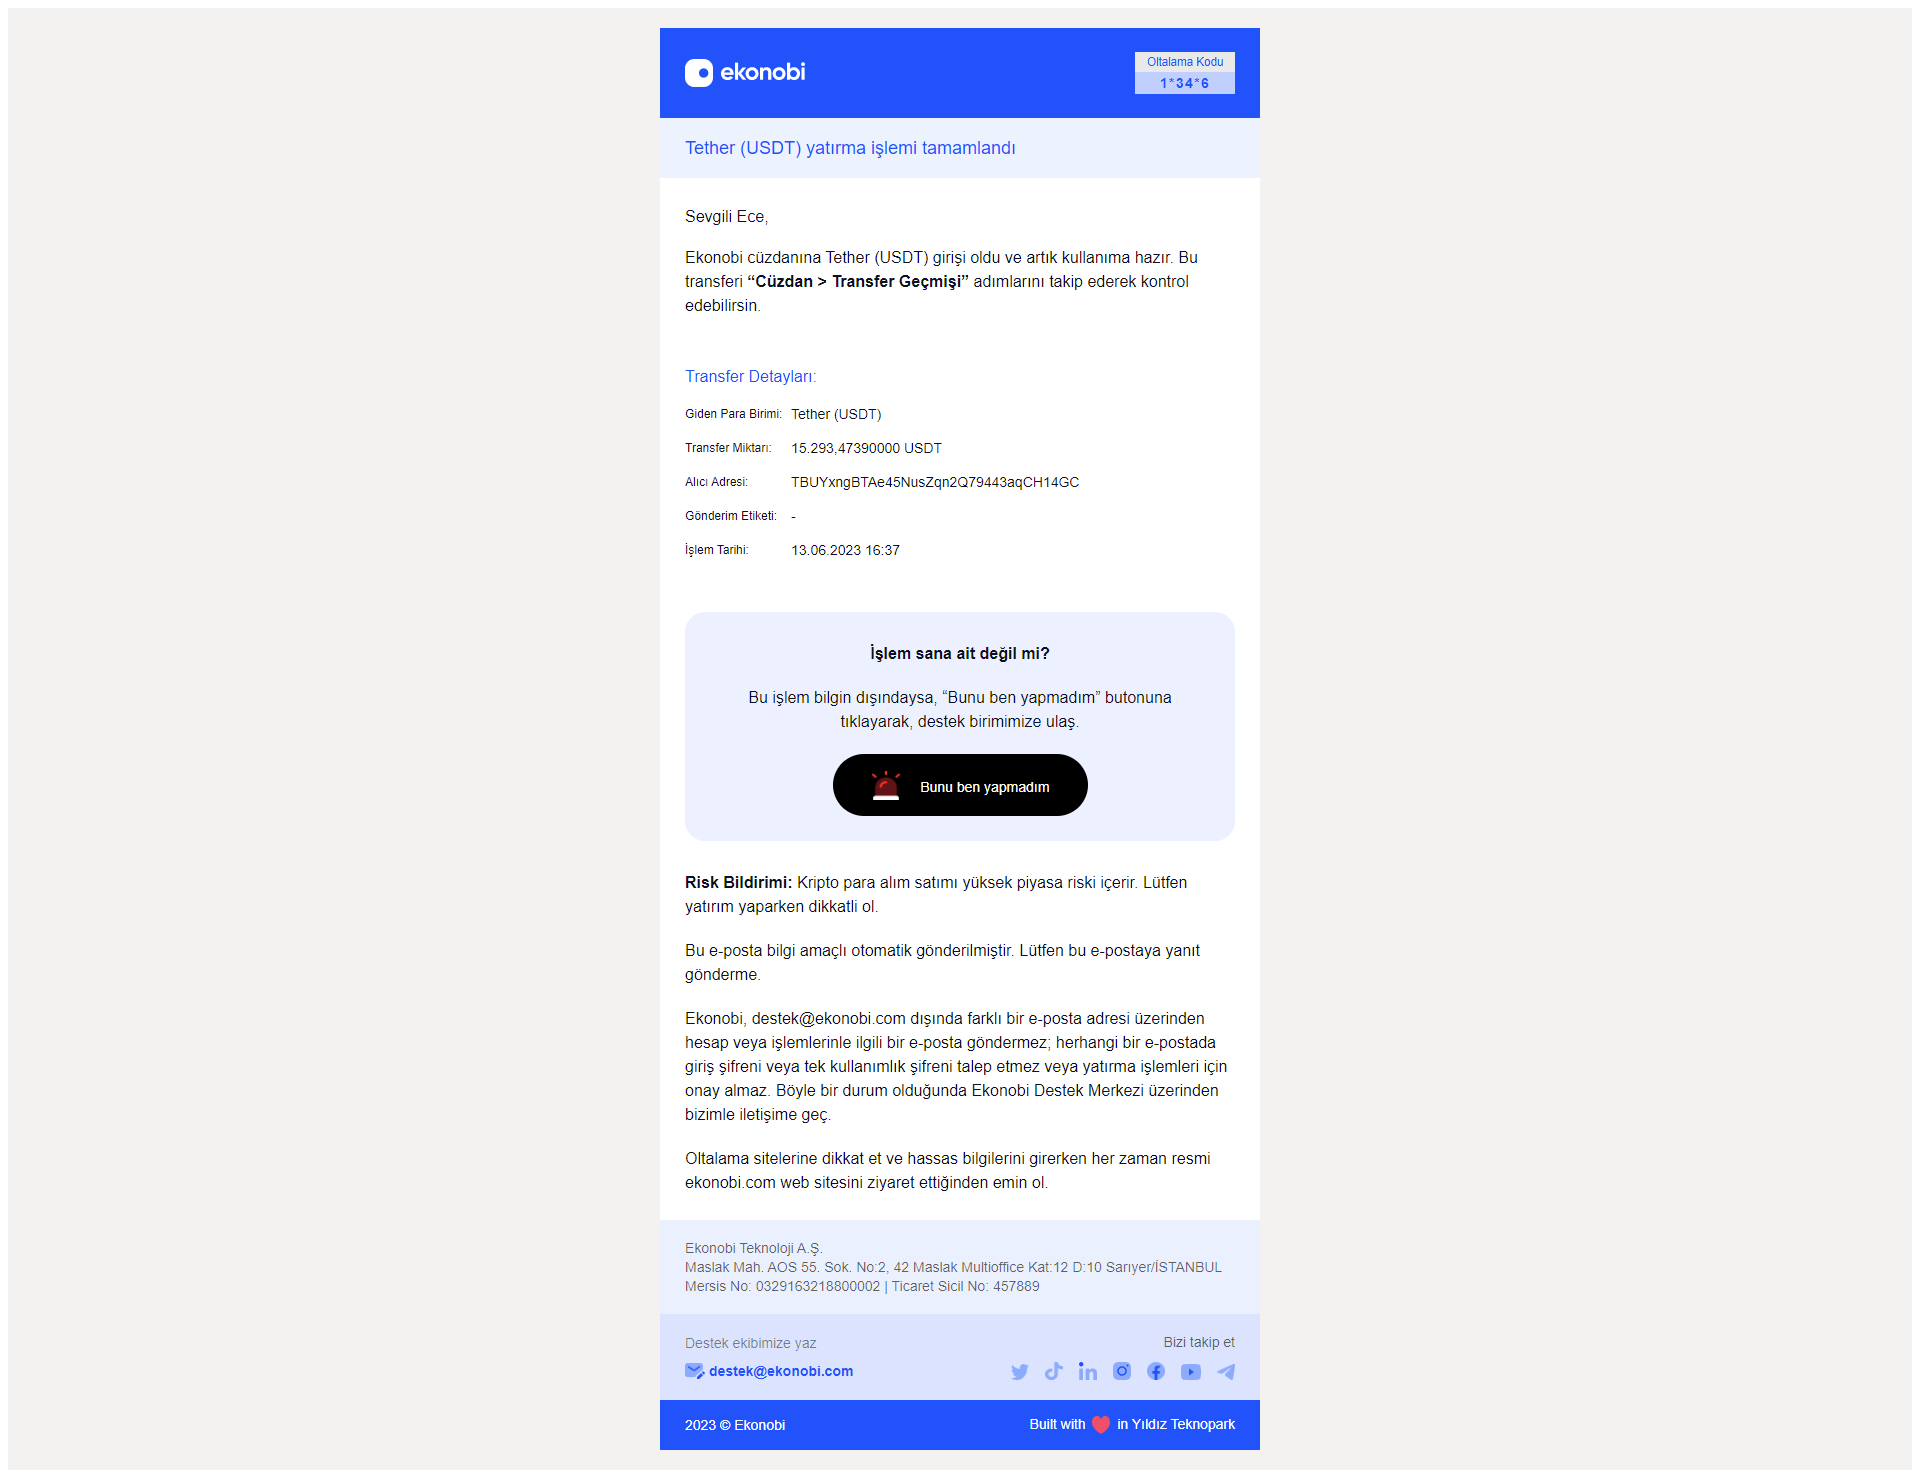 ekonobi
Oltalama Kodu
1*34*6
Tether (USDT) yatırma işlemi tamamlandı
Sevgili Ece,
Ekonobi cüzdanına Tether (USDT) girişi oldu ve artık kullanıma hazır. Bu
transferi “Cüzdan > Transfer Geçmişi” adımlarını takip ederek kontrol
edebilirsin.
Transfer Detayları:
Giden Para Birimi: Tether (USDT)
Transfer Miktarı: 15.293,47390000 USDT
Alıcı Adresi: TBUYxngBTAe45NusZqn2Q79443aqCH14GC
Gönderim Etiketi: -
İşlem Tarihi: 13.06.2023 16:37
İşlem sana ait değil mi?
Bu işlem bilgin dışındaysa, “Bunu ben yapmadım” butonuna
tıklayarak, destek birimimize ulaş.
Bunu ben yapmadım
Risk Bildirimi: Kripto para alım satımı yüksek piyasa riski içerir. Lütfen
yatırım yaparken dikkatli ol.
Bu e-posta bilgi amaçlı otomatik gönderilmiştir. Lütfen bu e-postaya yanıt
gönderme.
Ekonobi, destek@ekonobi.com dışında farklı bir e-posta adresi üzerinden
hesap veya işlemlerinle ilgili bir e-posta göndermez; herhangi bir e-postada
giriş şifreni veya tek kullanımlık şifreni talep etmez veya yatırma işlemleri için
onay almaz. Böyle bir durum olduğunda Ekonobi Destek Merkezi üzerinden
bizimle iletişime geç.
Oltalama sitelerine dikkat et ve hassas bilgilerini girerken her zaman resmi
ekonobi.com web sitesini ziyaret ettiğinden emin ol.
Ekonobi Teknoloji A.Ş.
Maslak Mah. AOS 55. Sok. No:2, 42 Maslak Multioffice Kat:12 D:10 Sarıyer/İSTANBUL
Mersis No: 0329163218800002 | Ticaret Sicil No: 457889
Destek ekibimize yaz
destek@ekonobi.com
Bizi takip et
2023 © Ekonobi
Built with in Yıldız Teknopark